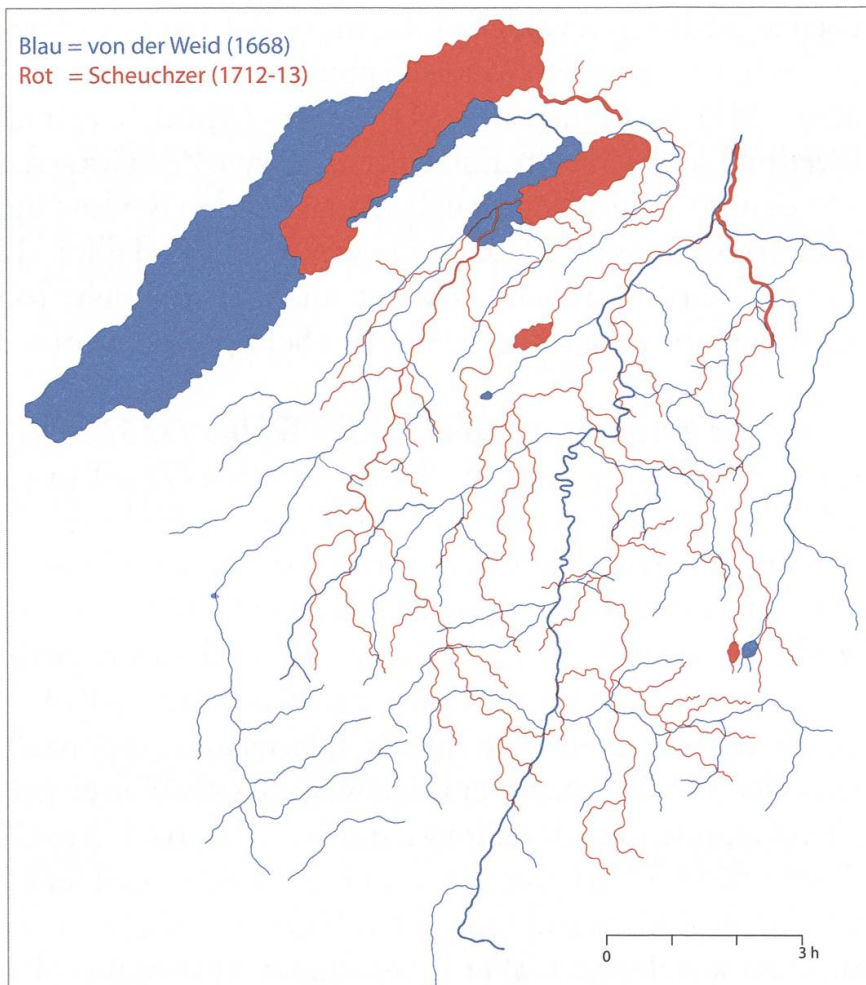 Blau = von der Weid (1668)
Rot = Scheuchzer (1712-13)
0 3 h